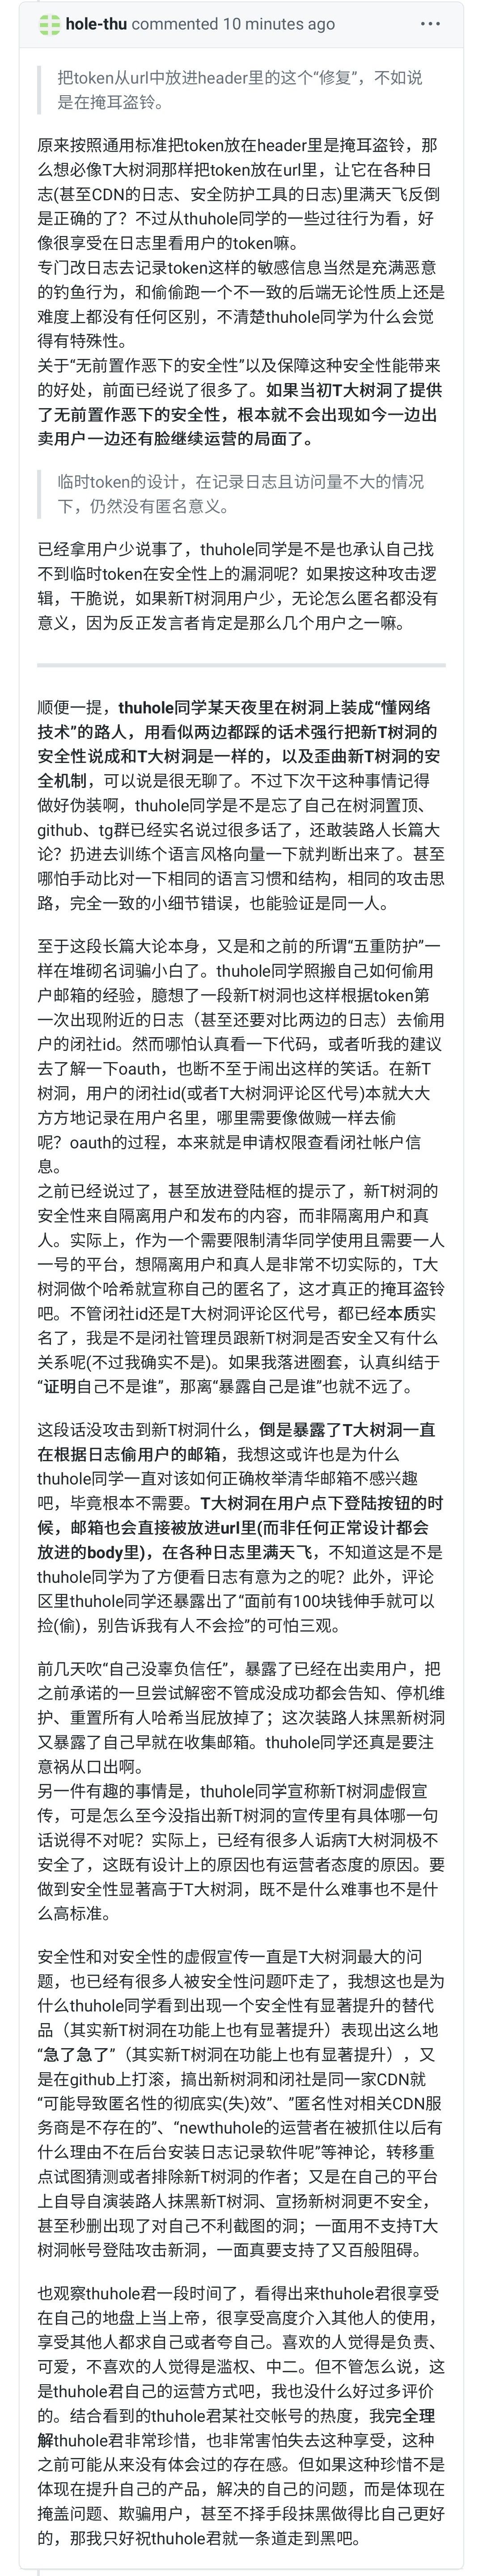 hole-thu commented 10 minutes ago
把token从url中放进header里的这个“修复”，不如说
是在掩耳盗铃。
原来按照通用标准把token放在header里是掩耳盗铃，那
么想必像T大树洞那样把token放在url里，让它在各种日
志(甚至CDN的日志、安全防护工具的日志)里满天飞反倒
是正确的了？不过从thuhole同学的一些过往行为看，好
像很享受在日志里看用户的token嘛。
专门改日志去记录token这样的敏感信息当然是充满恶意
的钓鱼行为，和偷偷跑一个不一致的后端无论性质上还是
难度上都没有任何区别，不清楚thuhole同学为什么会觉
得有特殊性。
关于“无前置作恶下的安全性”以及保障这种安全性能带来
的好处，前面已经说了很多了。如果当初T大树洞了提供
了无前置作恶下的安全性，根本就不会出现如今一边出
卖用户一边还有脸继续运营的局面了。
临时token的设计，在记录日志且访问量不大的情况
下，仍然没有匿名意义。
已经拿用户少说事了，thuhole同学是不是也承认自己找
不到临时token在安全性上的漏洞呢？如果按这种攻击逻
辑，干脆说，如果新T树洞用户少，无论怎么匿名都没有
意义，因为反正发言者肯定是那么几个用户之一嘛。
顺便一提，thuhole同学某天夜里在树洞上装成“懂网络
技术”的路人，用看似两边都踩的话术强行把新T树洞的
安全性说成和T大树洞是一样的，以及歪曲新T树洞的安
全机制，可以说是很无聊了。不过下次干这种事情记得
做好伪装啊，thuhole同学是不是忘了自己在树洞置顶、
github、tg群已经实名说过很多话了，还敢装路人长篇大
论？扔进去训练个语言风格向量一下就判断出来了。甚至
哪怕手动比对一下相同的语言习惯和结构，相同的攻击思
路，完全一致的小细节错误，也能验证是同一人。
至于这段长篇大论本身，又是和之前的所谓“五重防护”一
样在堆砌名词骗小白了。thuhole同学照搬自己如何偷用
户邮箱的经验，臆想了一段新T树洞也这样根据token第
一次出现附近的日志（甚至还要对比两边的日志）去偷用
户的闭社id。然而哪怕认真看一下代码，或者听我的建议
去了解一下oauth，也断不至于闹出这样的笑话。在新T
树洞，用户的闭社id(或者T大树洞评论区代号)本就大大
方方地记录在用户名里，哪里需要像做贼一样去偷
呢？oauth的过程，本来就是申请权限查看闭社帐户信
息。
之前已经说过了，甚至放进登陆框的提示了，新T树洞的
安全性来自隔离用户和发布的内容，而非隔离用户和真
人。实际上，作为一个需要限制清华同学使用且需要一人
一号的平台，想隔离用户和真人是非常不切实际的，T大
树洞做个哈希就宣称自己的匿名了，这才真正的掩耳盗铃
吧。不管闭社id还是T大树洞评论区代号，都已经本质实
名了，我是不是闭社管理员跟新T树洞是否安全又有什么
关系呢(不过我确实不是)。如果我落进圈套，认真纠结于
“证明自己不是谁”，那离“暴露自己是谁”也就不远了。
这段话没攻击到新T树洞什么，倒是暴露了T大树洞一直
在根据日志偷用户的邮箱，我想这或许也是为什么
thuhole同学一直对该如何正确枚举清华邮箱不感兴趣
吧，毕竟根本不需要。T大树洞在用户点下登陆按钮的时
候，邮箱也会直接被放进url里(而非任何正常设计都会
放进的body里)，在各种日志里满天飞，不知道这是不是
thuhole同学为了方便看日志有意为之的呢？此外，评论
区里thuhole同学还暴露出了“面前有100块钱伸手就可以
捡(偷)，别告诉我有人不会捡”的可怕三观。
前几天吹“自己没辜负信任”，暴露了已经在出卖用户，把
之前承诺的一旦尝试解密不管成没成功都会告知、停机维
护、重置所有人哈希当屁放掉了；这次装路人抹黑新树洞
又暴露了自己早就在收集邮箱。thuhole同学还真是要注
意祸从口出啊。
另一件有趣的事情是，thuhole同学宣称新T树洞虚假宣
传，可是怎么至今没指出新T树洞的宣传里有具体哪一句
话说得不对呢？实际上，已经有很多人诟病T大树洞极不
安全了，这既有设计上的原因也有运营者态度的原因。要
做到安全性显著高于T大树洞，既不是什么难事也不是什
么高标准。
安全性和对安全性的虚假宣传一直是T大树洞最大的问
题，也已经有很多人被安全性问题吓走了，我想这也是为
什么thuhole同学看到出现一个安全性有显著提升的替代
品（其实新T树洞在功能上也有显著提升）表现出这么地
“急了急了”（其实新T树洞在功能上也有显著提升），又
是在github上打滚，搞出新树洞和闭社是同一家CDN就
“可能导致匿名性的彻底实(失)效”、”匿名性对相关CDN服
务商是不存在的”、“newthuhole的运营者在被抓住以后有
什么理由不在后台安装日志记录软件呢”等神论，转移重
点试图猜测或者排除新T树洞的作者；又是在自己的平台
上自导自演装路人抹黑新T树洞、宣扬新树洞更不安全，
甚至秒删出现了对自己不利截图的洞；一面用不支持T大
树洞帐号登陆攻击新洞，一面真要支持了又百般阻碍。
也观察thuhole君一段时间了，看得出来thuhole君很享受
在自己的地盘上当上帝，很享受高度介入其他人的使用，
享受其他人都求自己或者夸自己。喜欢的人觉得是负责、
可爱，不喜欢的人觉得是滥权、中二。但不管怎么说，这
是thuhole君自己的运营方式吧，我也没什么好过多评价
的。结合看到的thuhole君某社交帐号的热度，我完全理
解thuhole君非常珍惜，也非常害怕失去这种享受，这种
之前可能从来没有体会过的存在感。但如果这种珍惜不是
体现在提升自己的产品，解决的自己的问题，而是体现在
掩盖问题、欺骗用户，甚至不择手段抹黑做得比自己更好
的，那我只好祝thuhole君就一条道走到黑吧。